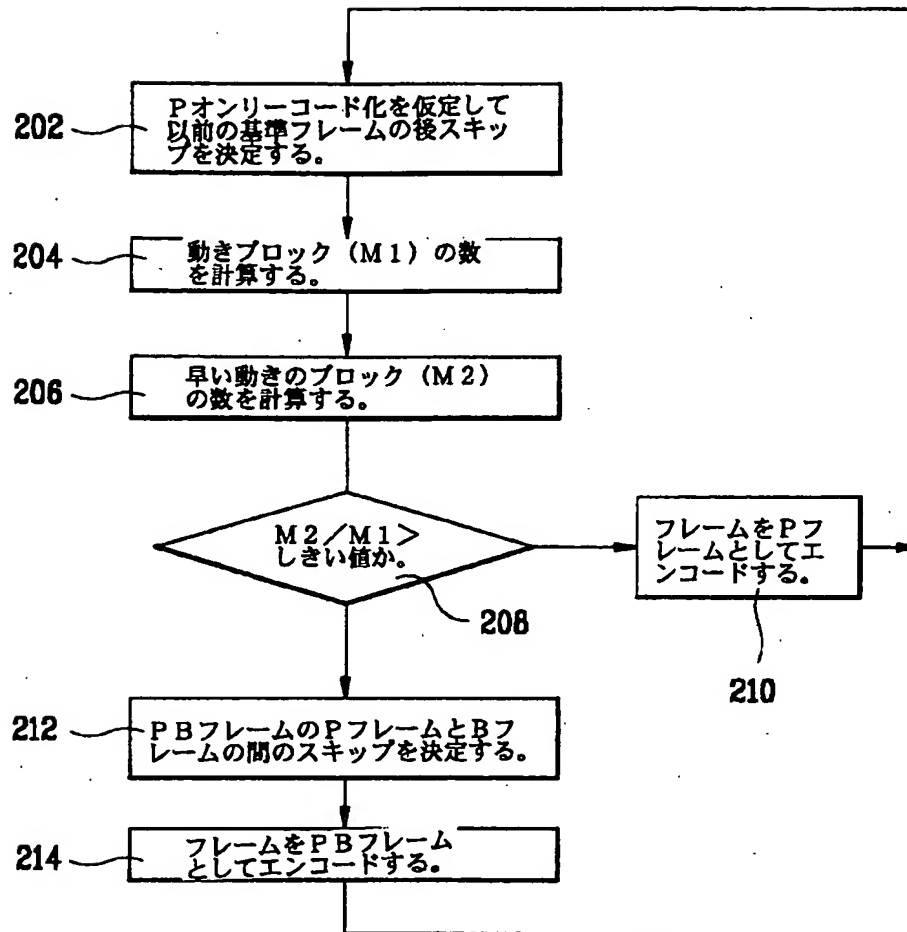 202
Pオンリーコード化を仮定して
以前の基準フレームの後スキッ
プを決定する。
204
動きブロック(M1)の数
を計算する。
206
早い動きのブロック(M2)
の数を計算する。
M2/M1>
しきい値か。
208
フレームをPフ
レームとしてエ
ンコードする。
210
212
PBフレームのPフレームとBフ
レームの間のスキップを決定する。
214
フレームをPBフレーム
としてエンコードする。